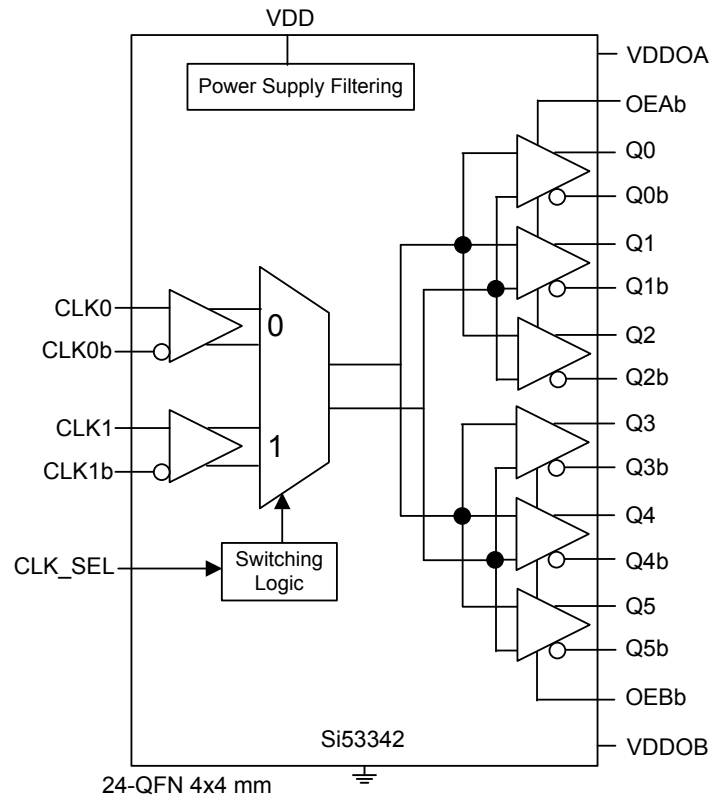 VDD
Power Supply Filtering
VDDOA
OEAb
Q0
Q0b
Q1
Q1b
Q2
Q2b
Q3
Q3b
Q4
Q4b
Q5
Q5b
OEBb
VDDOB
CLK0
CLK0b
0
CLK1
CLK1b
1
CLK_SEL
Switching
Logic
Si53342
24-QFN 4x4 mm